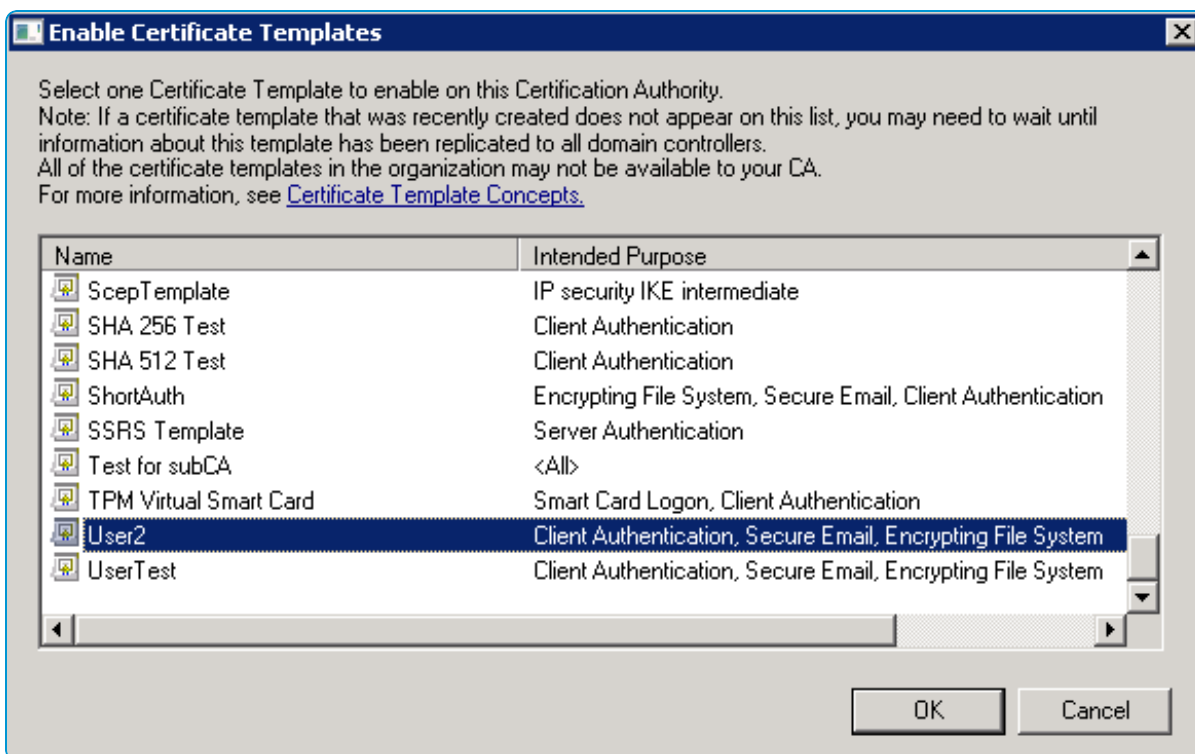 Enable Certificate Templates
Select one Certificate Template to enable on this Certification Authority.
Note: If a certificate template that was recently created does not appear on this list, you may need to wait until
information about this template has been replicated to all domain controllers.
All of the certificate templates in the organization may not be available to your CA.
For more information, see Certificate Template Concepts.
Name Intended Purpose
ScepTemplate IP security IKE intermediate
SHA 256 Test Client Authentication
SHA 512 Test Client Authentication
ShortAuth Encrypting File System, Secure Email, Client Authentication
SSRS Template Server Authentication
Test for subCA <All>
TPM Virtual Smart Card Smart Card Logon, Client Authentication
User2 Client Authentication, Secure Email, Encrypting File System
UserTest Client Authentication, Secure Email, Encrypting File System
OK Cancel